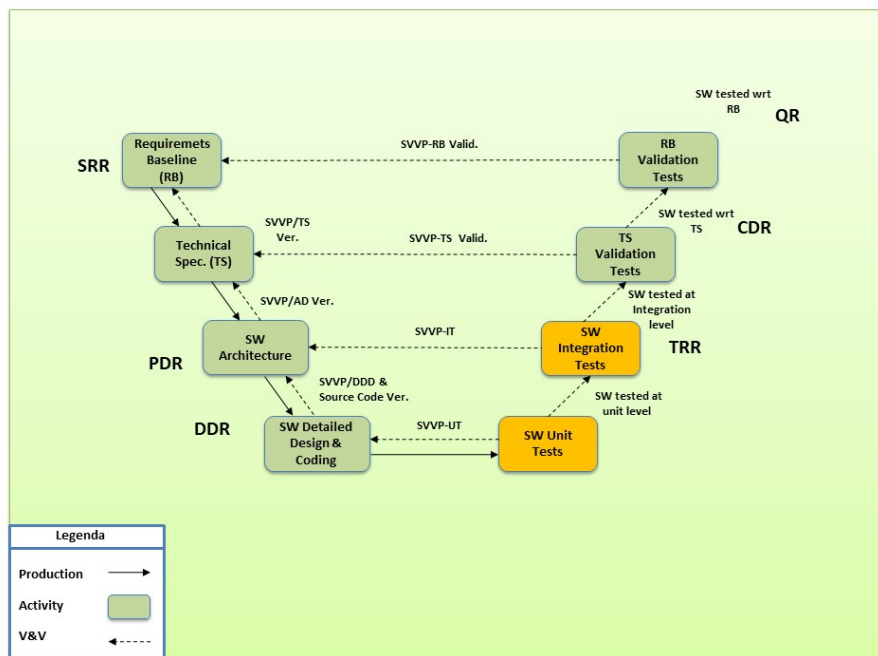 SW tested wrt
RB
QR
Requiremets
Baseline
(RB)
SRR
SVVP-RB Valid.
RB
Validation
Tests
SVVP/TS
Ver.
SW tested wrt
TS
CDR
Technical
Spec. (TS)
SVVP-TS Valid.
TS
Validation
Tests
SVVP/AD Ver.
SW tested at
Integration
level
SW
Architecture
PDR
SVVP-IT
SW
Integration
Tests
TRR
SVVP/DDD &
Source Code Ver.
SW tested at
unit level
DDR
SW Detailed
Design &
Coding
SVVP-UT
SW Unit
Tests
Legenda
Production
Activity
V&V